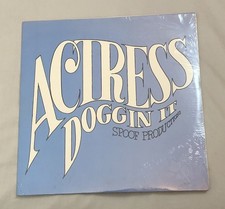 ACTRESS
DOGGIN IT
SPOOF PRODUCTIONS